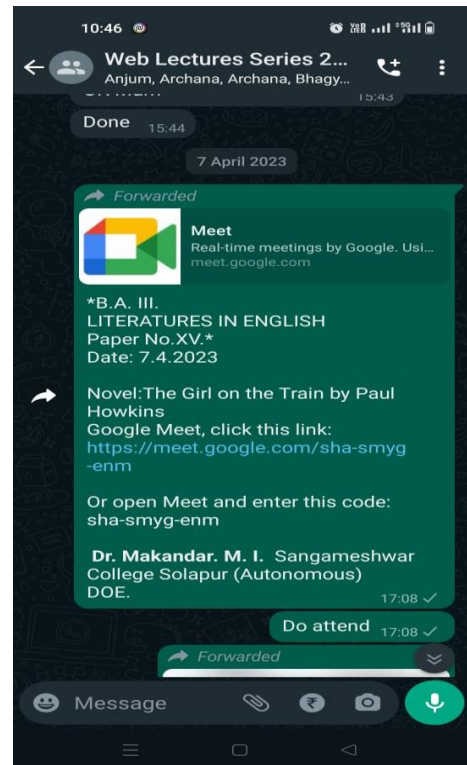 10:46
Web Lectures Series 2...
Anjum, Archana, Archana, Bhagy...
15:43
Done 15:44
7 April 2023
Forwarded
Meet
Real-time meetings by Google. Usi...
meet.google.com
*B.A. III.
LITERATURES IN ENGLISH
Paper No.XV.*
Date: 7.4.2023
Novel:The Girl on the Train by Paul
Howkins
Google Meet, click this link:
https://meet.google.com/sha-smyg
-enm
Or open Meet and enter this code:
sha-smyg-enm
Dr. Makandar. M. I. Sangameshwar
College Solapur (Autonomous)
DOE.
17:08
Do attend 17:08
Forwarded
Message